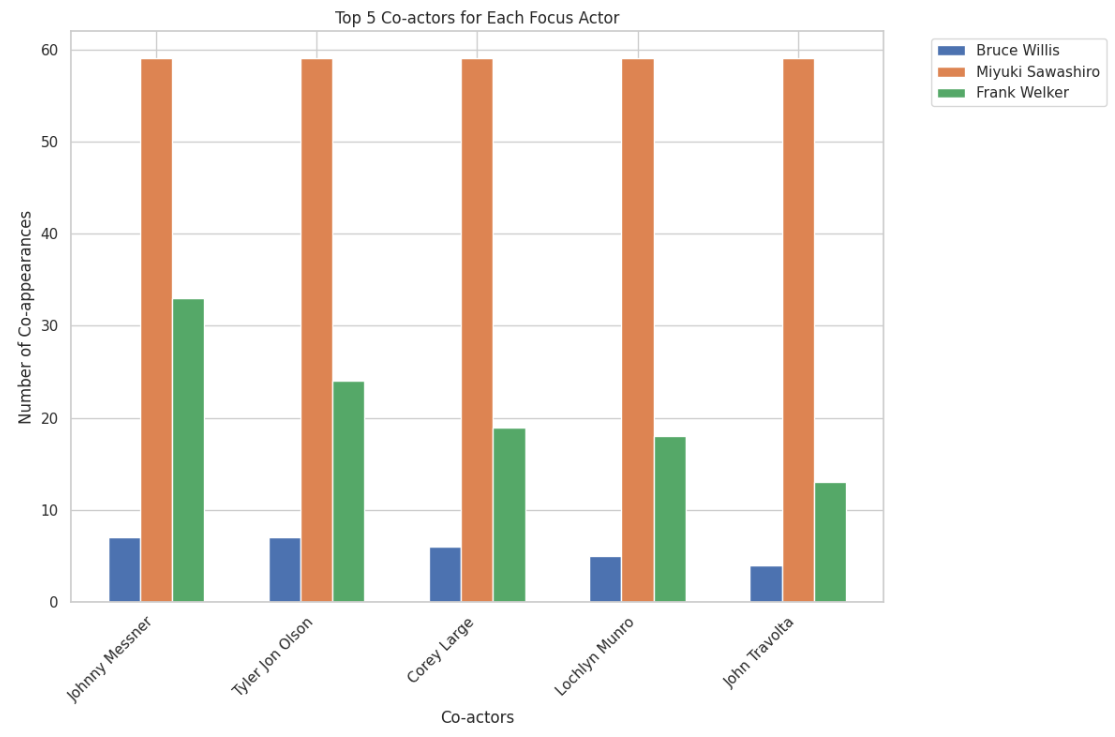 Top 5 Co-actors for Each Focus Actor
Bruce Willis
Miyuki Sawashiro
Frank Welker
Number of Co-appearances
60
50
40
30
20
10
0
Johnny Messner
Tyler Jon Olson
Corey Large
Lochlyn Munro
John Travolta
Co-actors